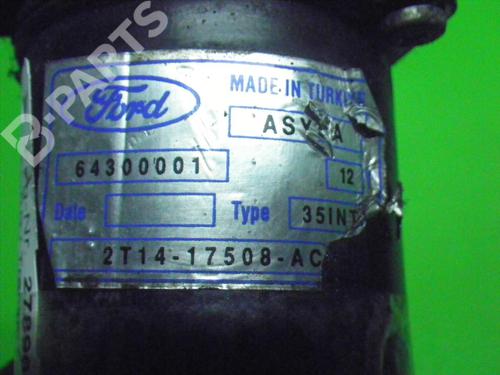 B-PARTS
Ford
MADE IN TURKEY
64300001
12
Date
Type
35INT
2T14-17508-AC